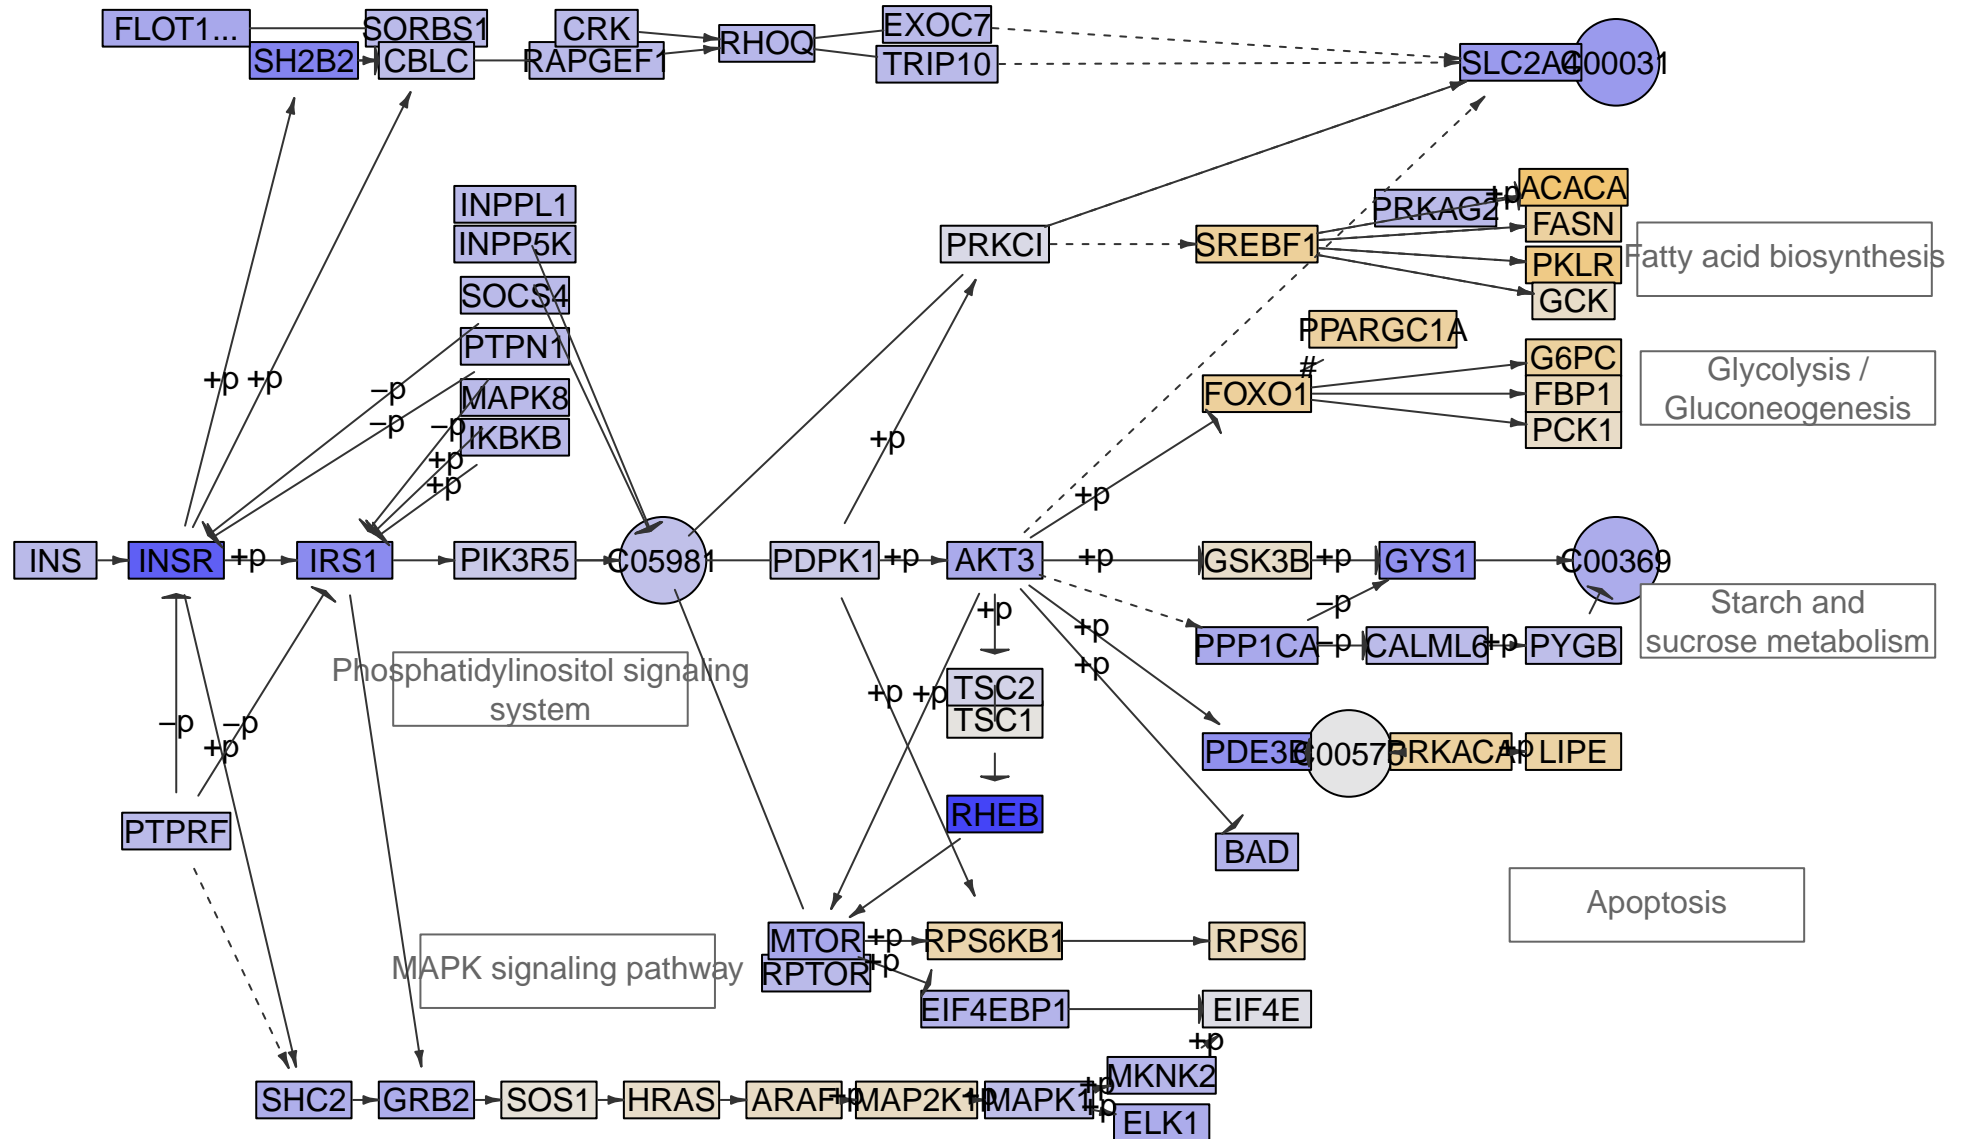 FLOT1...
SORBS1
CRK
EXOC7
RHOQ
SH2B2
CBLC
RAPGEF1
TRIP10
SLC2A4
C00031
INPPL1
INPP5K
SOCS4
PTPN1
MAPK8
IKBKB
PRKCI
SREBF1
PRKAG2
+p
ACACA
FASN
PKLR
GCK
Fatty acid biosynthesis
PPARGC1A
#
FOXO1
G6PC
FBP1
PCK1
Glycolysis /
Gluconeogenesis
+p
+p
–p
–p
–p
+p
+p
+p
+p
INS
INSR
+p
IRS1
PIK3R5
C05981
PDPK1
+p
AKT3
+p
GSK3B
+p
GYS1
C00369
–p
PPP1CA
–p
CALML6
+p
PYGB
Starch and
sucrose metabolism
+p
+p
+p
Phosphatidylinositol signaling
system
+p
+p
TSC2
TSC1
–p
–p
+p
PDE3B
C00575
PRKACA
+p
LIPE
PTPRF
RHEB
BAD
Apoptosis
MTOR
RPTOR
+p
+p
RPS6KB1
RPS6
MAPK signaling pathway
EIF4EBP1
EIF4E
+p
SHC2
GRB2
SOS1
HRAS
ARAF
+p
MAP2K1
+p
MAPK1
+p
+p
MKNK2
ELK1